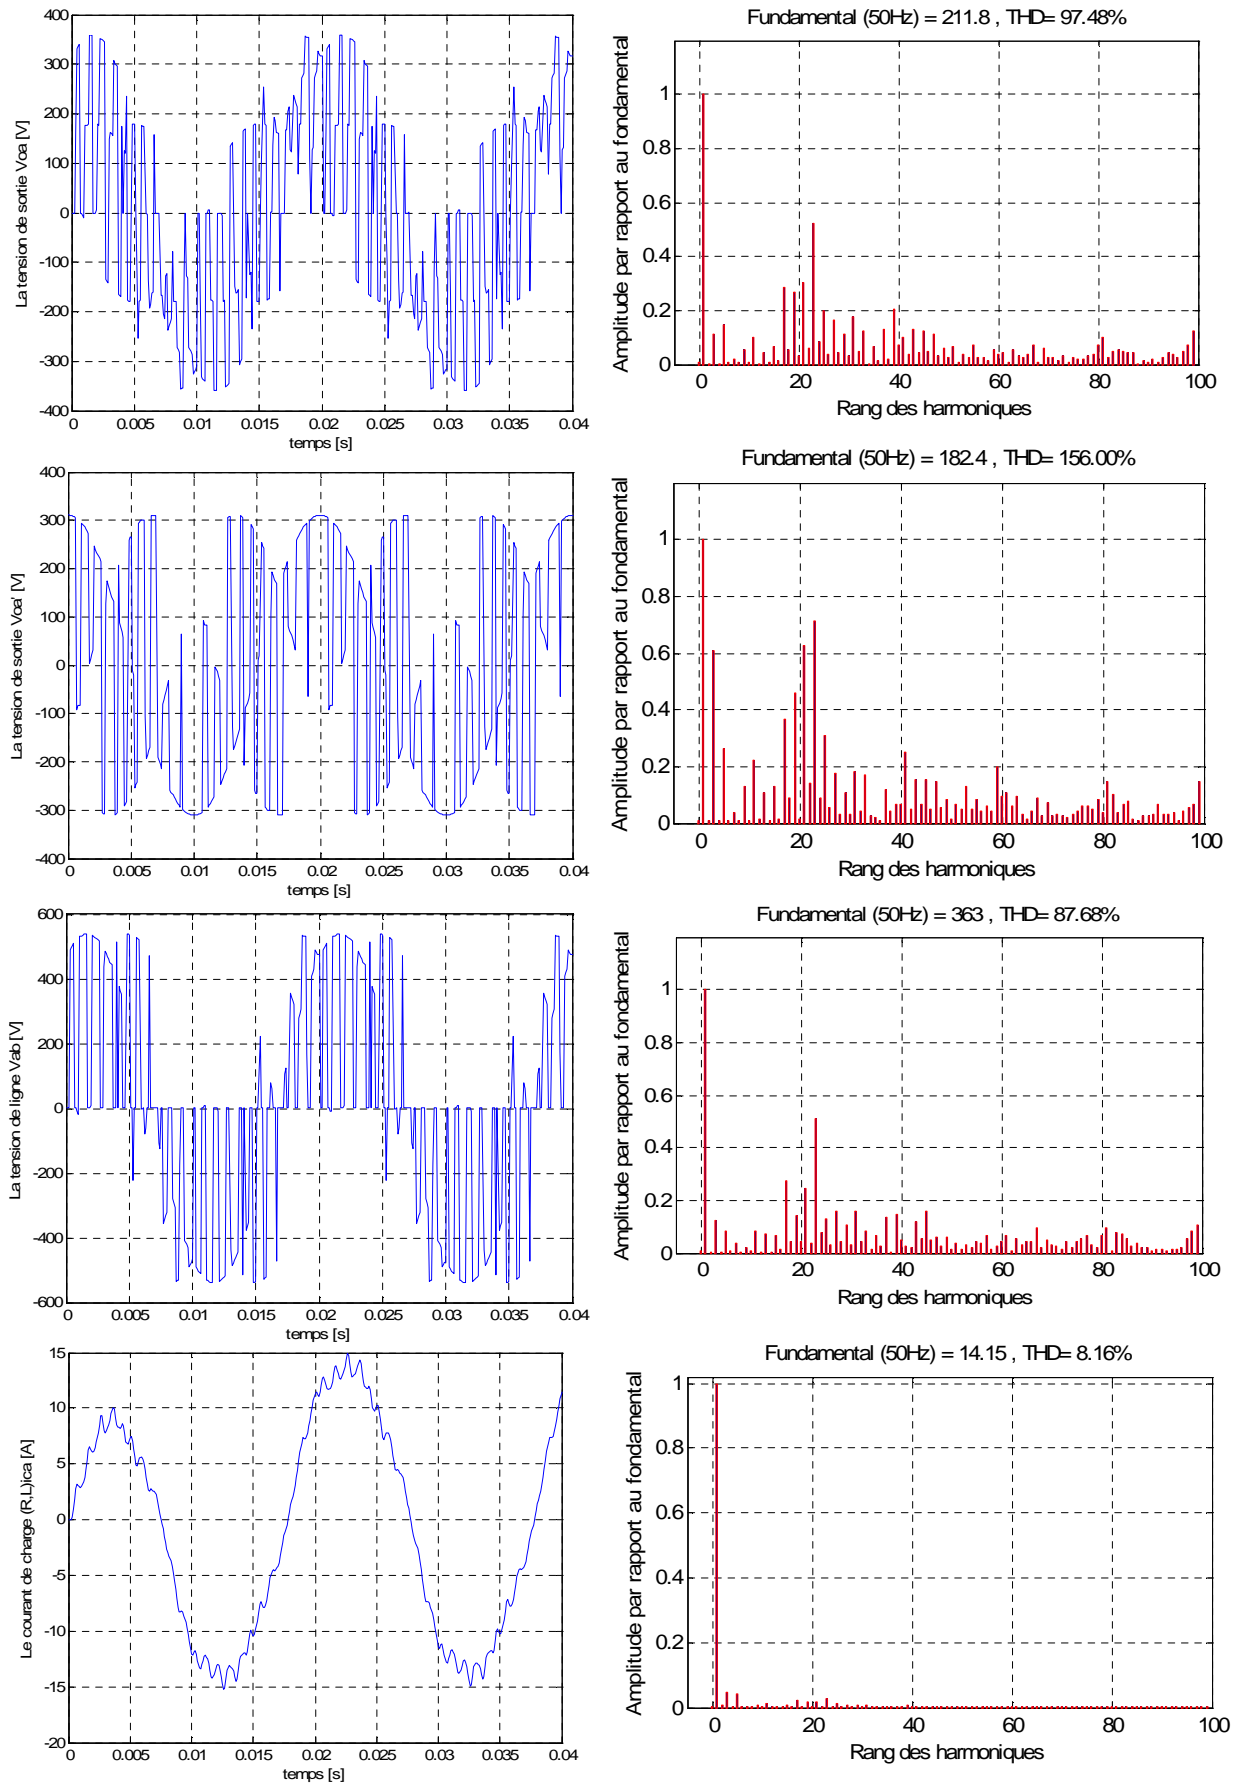 Fundamental (50Hz) = 211.8 , THD= 97.48%
La tension de sortie Voa [V]
400
300
200
100
0
-100
-200
-300
-400
0 0.005 0.01 0.015 0.02 0.025 0.03 0.035 0.04
temps [s]
Amplitude par rapport au fondamental
1
0.8
0.6
0.4
0.2
0
0 20 40 60 80 100
Rang des harmoniques
Fundamental (50Hz) = 182.4 , THD= 156.00%
La tension de sortie Voa' [V]
400
300
200
100
0
-100
-200
-300
-400
0 0.005 0.01 0.015 0.02 0.025 0.03 0.035 0.04
temps [s]
Amplitude par rapport au fondamental
1
0.8
0.6
0.4
0.2
0
0 20 40 60 80 100
Rang des harmoniques
Fundamental (50Hz) = 363 , THD= 87.68%
La tension de ligne Vab [V]
600
400
200
0
-200
-400
-600
0 0.005 0.01 0.015 0.02 0.025 0.03 0.035 0.04
temps [s]
Amplitude par rapport au fondamental
1
0.8
0.6
0.4
0.2
0
0 20 40 60 80 100
Rang des harmoniques
Fundamental (50Hz) = 14.15 , THD= 8.16%
Le courant de charge (R,L)ica [A]
15
10
5
0
-5
-10
-15
-20
0 0.005 0.01 0.015 0.02 0.025 0.03 0.035 0.04
temps [s]
Amplitude par rapport au fondamental
1
0.8
0.6
0.4
0.2
0
0 20 40 60 80 100
Rang des harmoniques